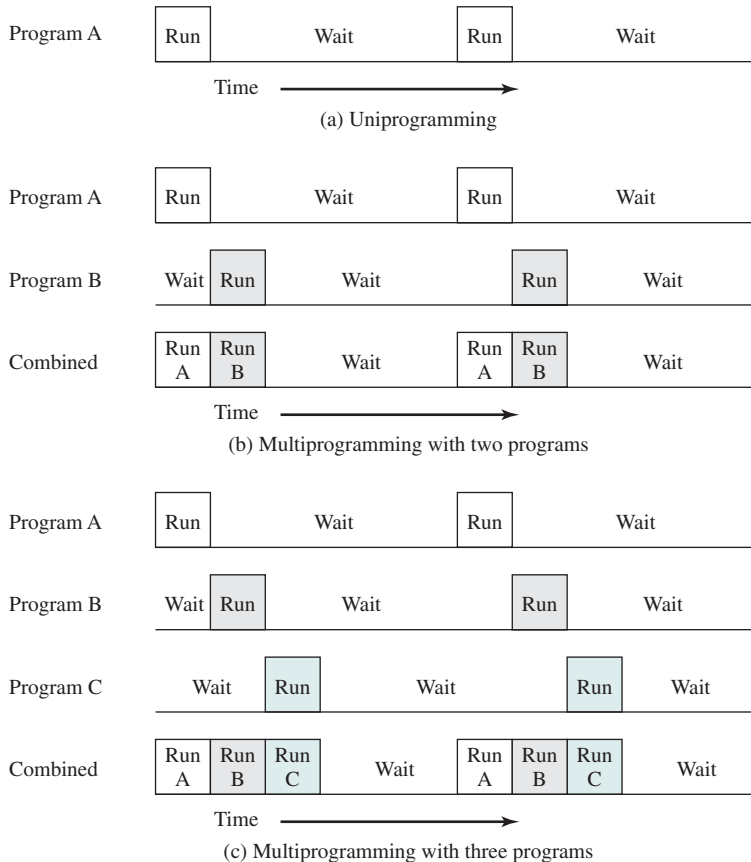 Program A Run Wait Run Wait
Time
(a) Uniprogramming
Program A Run Wait Run Wait
Program B Wait Run Wait Run Wait
Combined Run A Run B Wait Run A Run B Wait
Time
(b) Multiprogramming with two programs
Program A Run Wait Run Wait
Program B Wait Run Wait Run Wait
Program C Wait Run Wait Run Wait
Combined Run A Run B Run C Wait Run A Run B Run C Wait
Time
(c) Multiprogramming with three programs